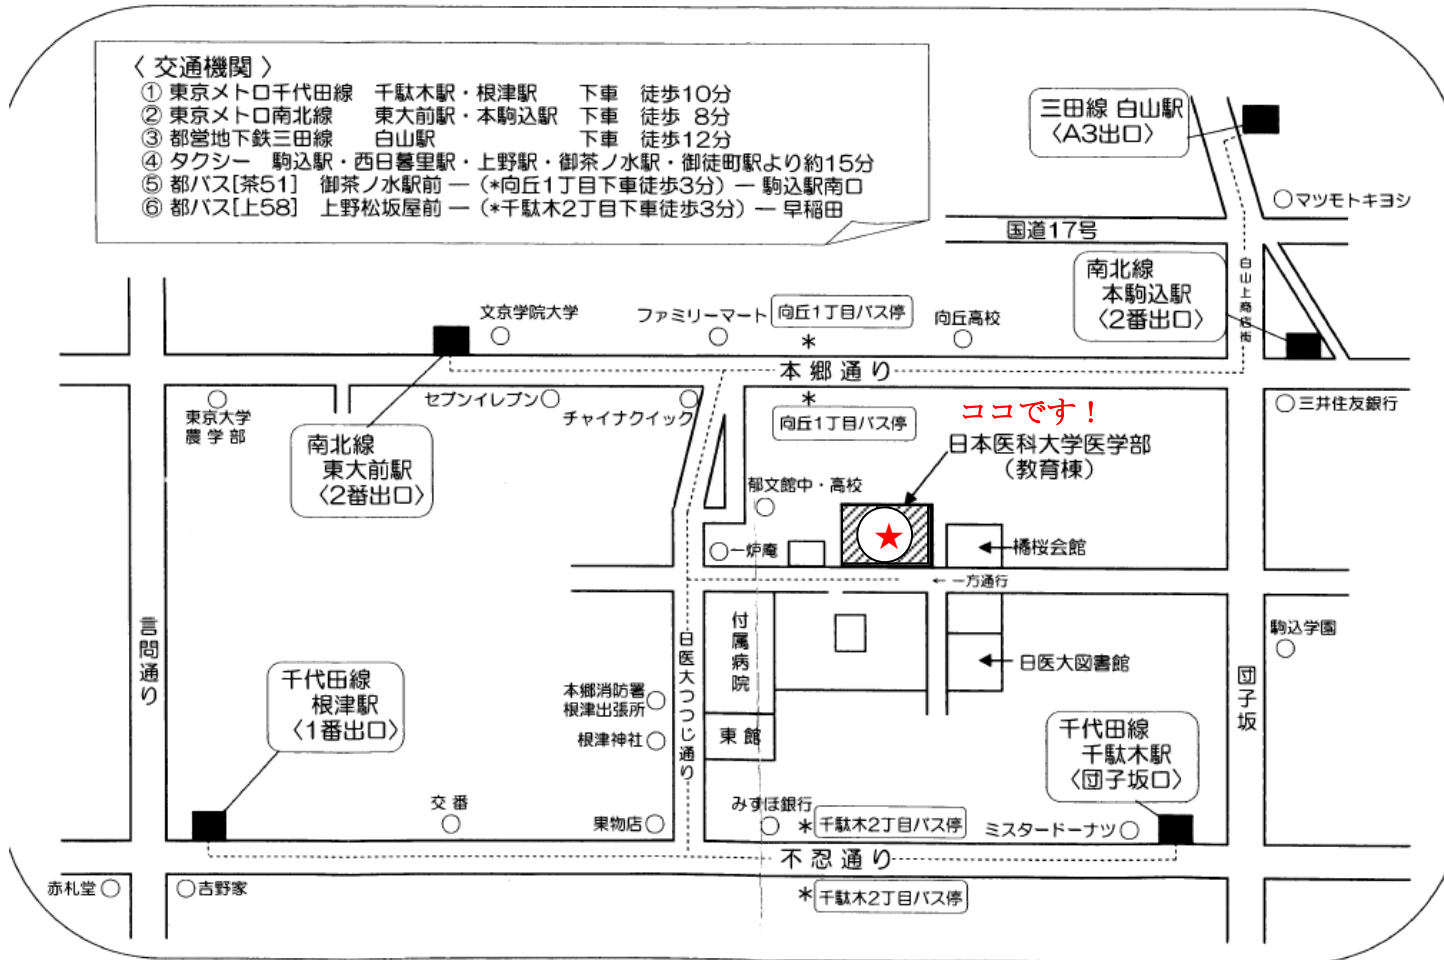 〈 交通機関 〉
① 東京メトロ千代田線 千駄木駅・根津駅 下車 徒歩10分
② 東京メトロ南北線 東大前駅・本駒込駅 下車 徒歩 8分
③ 都営地下鉄三田線 白山駅 下車 徒歩12分
④ タクシー 駒込駅・西日暮里駅・上野駅・御茶ノ水駅・御徒町駅より約15分
⑤ 都バス[茶51] 御茶ノ水駅前 ― (*向丘1丁目下車徒歩3分) ― 駒込駅南口
⑥ 都バス[上58] 上野松坂屋前 ― (*千駄木2丁目下車徒歩3分) ― 早稲田
三田線 白山駅
〈A3出口〉
マツモトキヨシ
国道17号
南北線
本駒込駅
〈2番出口〉
白山上商店街
文京学院大学
ファミリーマート
向丘1丁目バス停
向丘高校
*
本郷通り
東京大学
農学部
セブンイレブン
チャイナクイック
*
向丘1丁目バス停
ココです！
三井住友銀行
南北線
東大前駅
〈2番出口〉
日本医科大学医学部
(教育棟)
郁文館中・高校
★
一炉庵
橘桜会館
← 一方通行
言問通り
付属病院
日医大つつじ通り
駒込学園
日医大図書館
団子坂
千代田線
根津駅
〈1番出口〉
本郷消防署
根津出張所
根津神社
東館
千代田線
千駄木駅
〈団子坂口〉
交番
果物店
みずほ銀行
* 千駄木2丁目バス停
ミスタードーナツ
不忍通り
赤札堂
吉野家
* 千駄木2丁目バス停